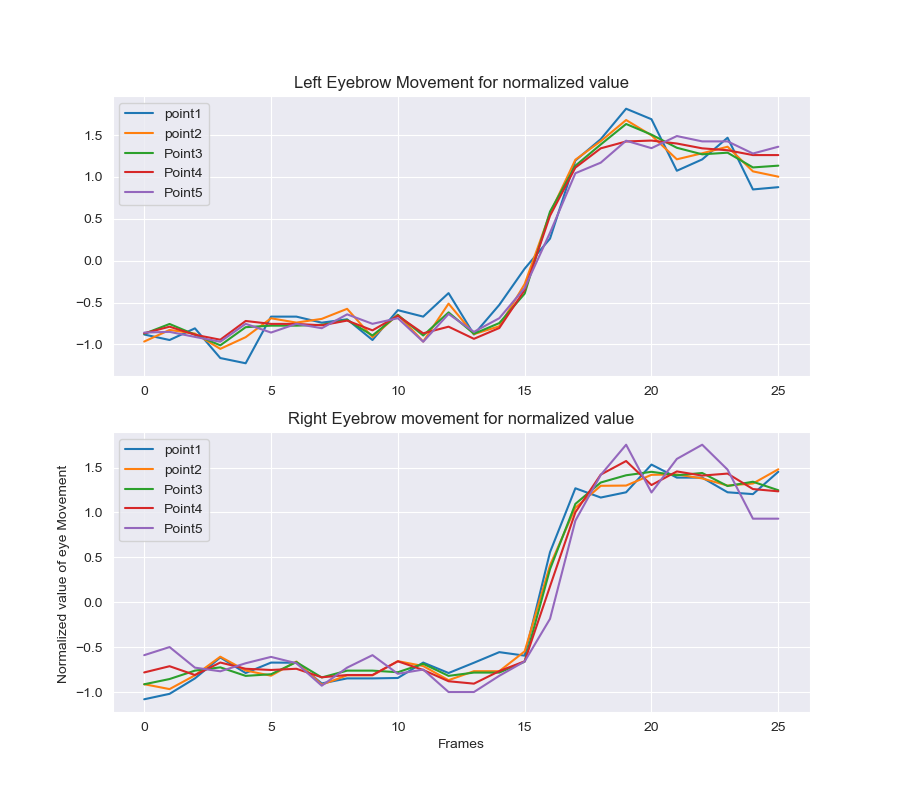 Left Eyebrow Movement for normalized value
point1
point2
Point3
Point4
Point5
1.5
1.0
0.5
0.0
−0.5
−1.0
0 5 10 15 20 25
Right Eyebrow movement for normalized value
point1
point2
Point3
Point4
Point5
Normalized value of eye Movement
1.5
1.0
0.5
0.0
−0.5
−1.0
0 5 10 15 20 25
Frames